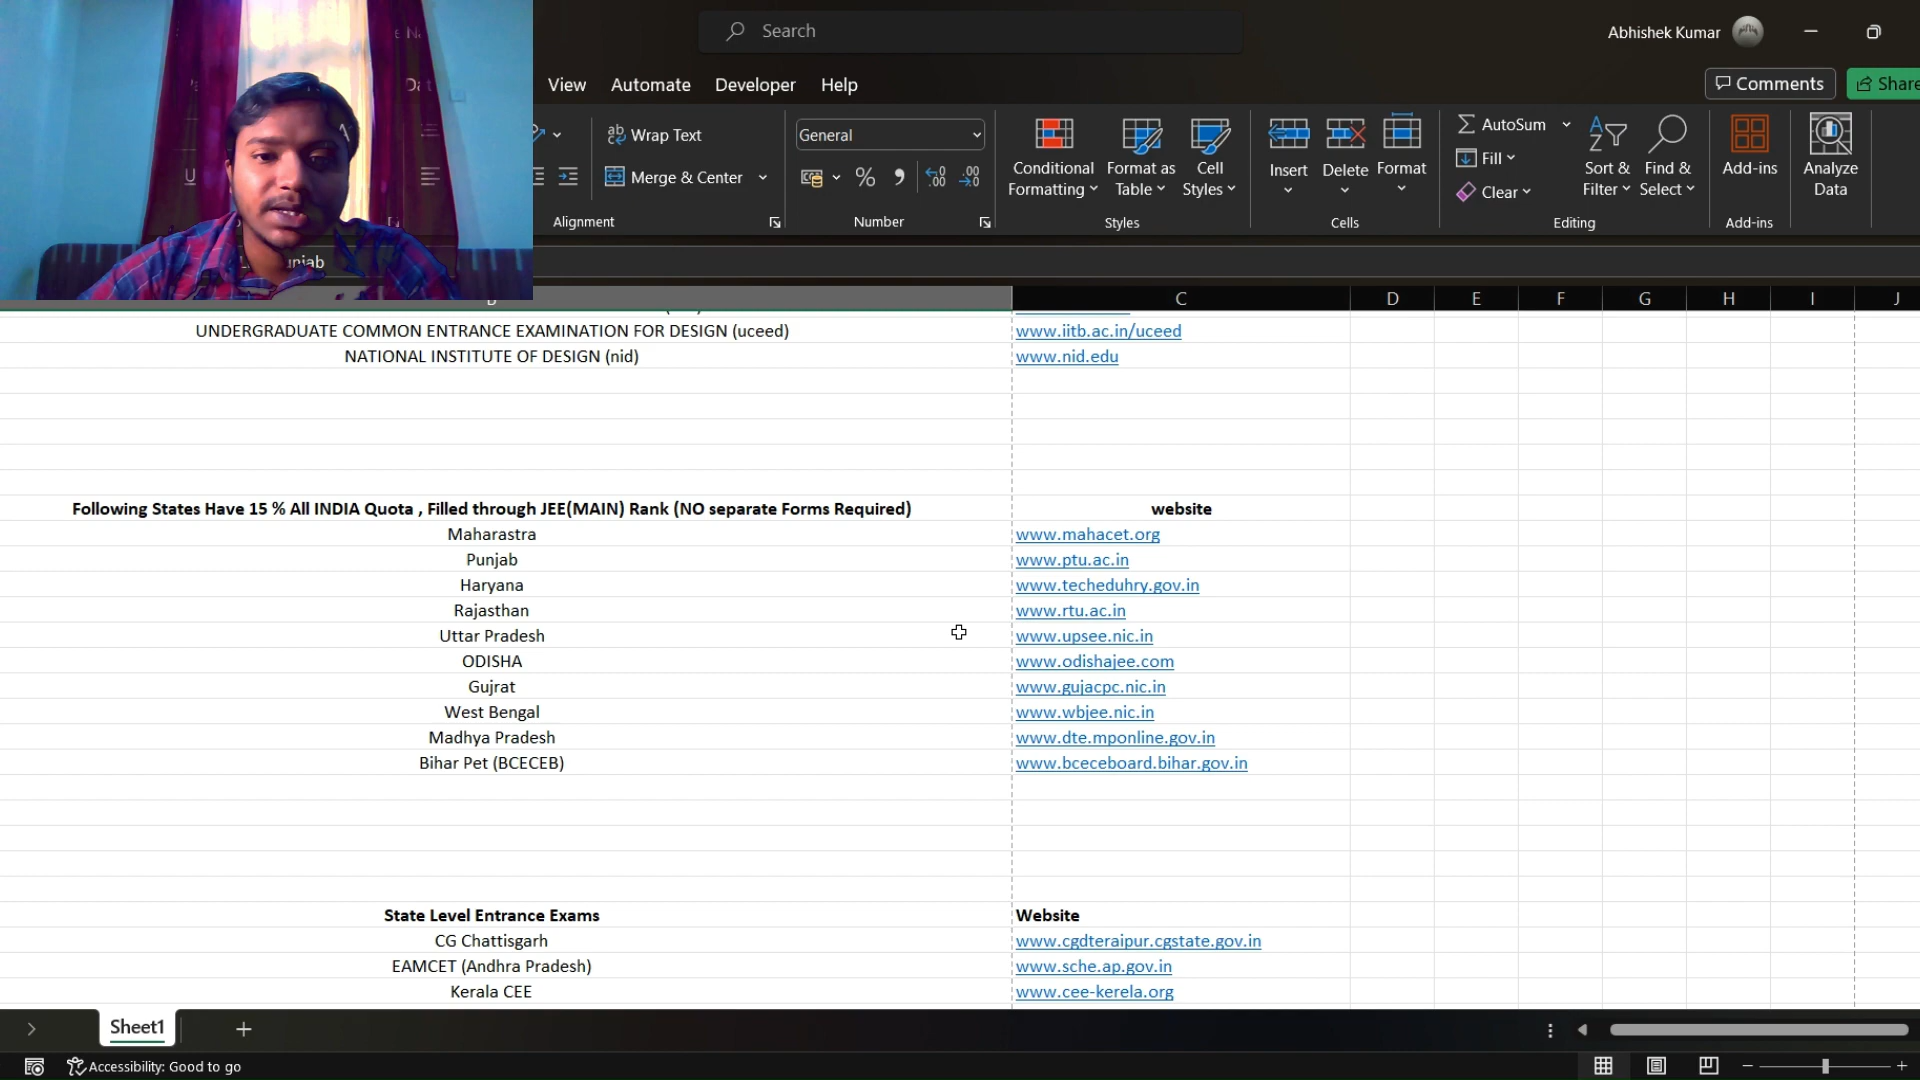 Search
Abhishek Kumar
View Automate Developer Help
Comments
Share
Wrap Text
General
AutoSum
Fill
Clear
Merge & Center
Conditional Formatting
Format as Table
Cell Styles
Insert
Delete
Format
Sort & Filter
Find & Select
Add-ins
Analyze Data
Alignment
Number
Styles
Cells
Editing
Add-ins
C D E F G H I J
UNDERGRADUATE COMMON ENTRANCE EXAMINATION FOR DESIGN (uceed) www.iitb.ac.in/uceed
NATIONAL INSTITUTE OF DESIGN (nid) www.nid.edu
Following States Have 15 % All INDIA Quota , Filled through JEE(MAIN) Rank (NO separate Forms Required) website
Maharastra www.mahacet.org
Punjab www.ptu.ac.in
Haryana www.techeduhry.gov.in
Rajasthan www.rtu.ac.in
Uttar Pradesh www.upsee.nic.in
ODISHA www.odishajee.com
Gujrat www.gujacpc.nic.in
West Bengal www.wbjee.nic.in
Madhya Pradesh www.dte.mponline.gov.in
Bihar Pet (BCECEB) www.bceceboard.bihar.gov.in
State Level Entrance Exams Website
CG Chattisgarh www.cgdteraipur.cgstate.gov.in
EAMCET (Andhra Pradesh) www.sche.ap.gov.in
Kerala CEE www.cee-kerela.org
Sheet1
Accessibility: Good to go